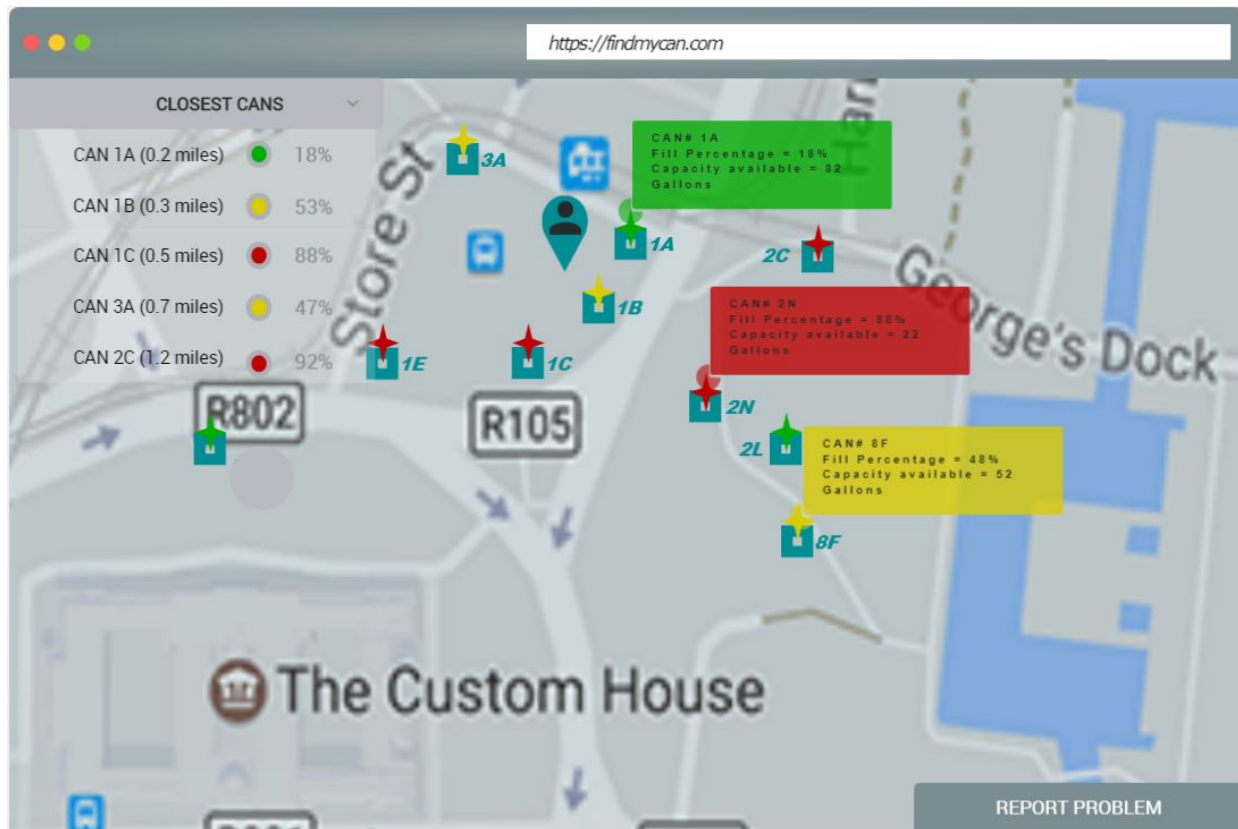 https://findmycan.com
CLOSEST CANS
CAN 1A (0.2 miles) 18%
CAN 1B (0.3 miles) 53%
CAN 1C (0.5 miles) 88%
CAN 3A (0.7 miles) 47%
CAN 2C (1.2 miles) 92%
Store St
3A
CAN# 1A
Fill Percentage = 18%
Capacity available = 82
Gallons
1A
2C
1B
George's Dock
CAN# 2N
Fill Percentage = 88%
Capacity available = 22
Gallons
1E
1C
2N
R802
R105
2L
CAN# 8F
Fill Percentage = 48%
Capacity available = 52
Gallons
8F
The Custom House
REPORT PROBLEM